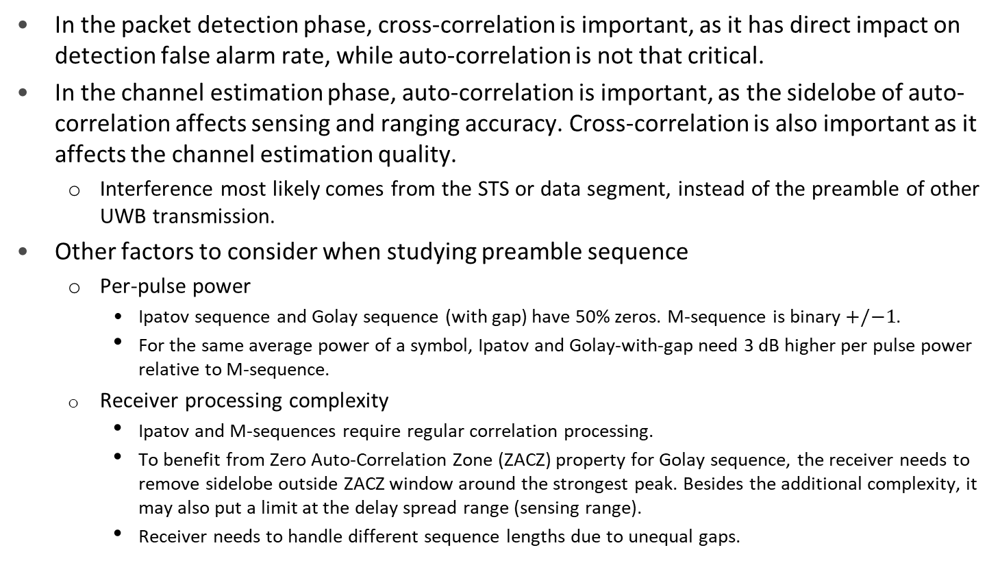 • In the packet detection phase, cross-correlation is important, as it has direct impact on
detection false alarm rate, while auto-correlation is not that critical.
• In the channel estimation phase, auto-correlation is important, as the sidelobe of auto-
correlation affects sensing and ranging accuracy. Cross-correlation is also important as it
affects the channel estimation quality.
o Interference most likely comes from the STS or data segment, instead of the preamble of other
UWB transmission.
• Other factors to consider when studying preamble sequence
o Per-pulse power
• Ipatov sequence and Golay sequence (with gap) have 50% zeros. M-sequence is binary +/−1.
• For the same average power of a symbol, Ipatov and Golay-with-gap need 3 dB higher per pulse power
relative to M-sequence.
o Receiver processing complexity
• Ipatov and M-sequences require regular correlation processing.
• To benefit from Zero Auto-Correlation Zone (ZACZ) property for Golay sequence, the receiver needs to
remove sidelobe outside ZACZ window around the strongest peak. Besides the additional complexity, it
may also put a limit at the delay spread range (sensing range).
• Receiver needs to handle different sequence lengths due to unequal gaps.